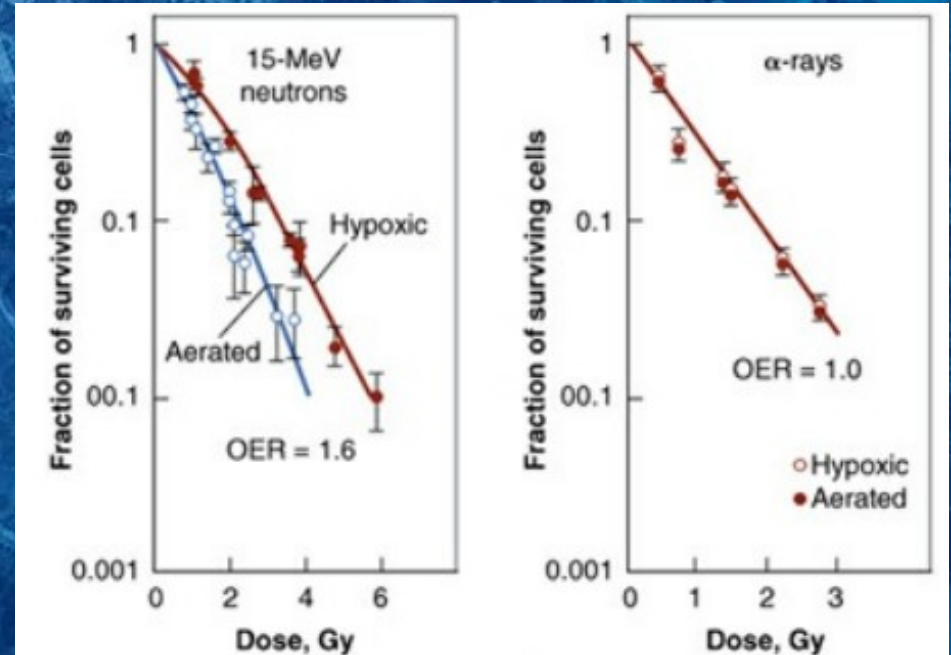 Fraction of surviving cells
1
0.1
00.1
0.001
15-MeV
neutrons
Hypoxic
Aerated
OER = 1.6
0 2 4 6
Dose, Gy
Fraction of surviving cells
1
0.1
00.1
0.001
α-rays
OER = 1.0
Hypoxic
Aerated
0 1 2 3
Dose, Gy